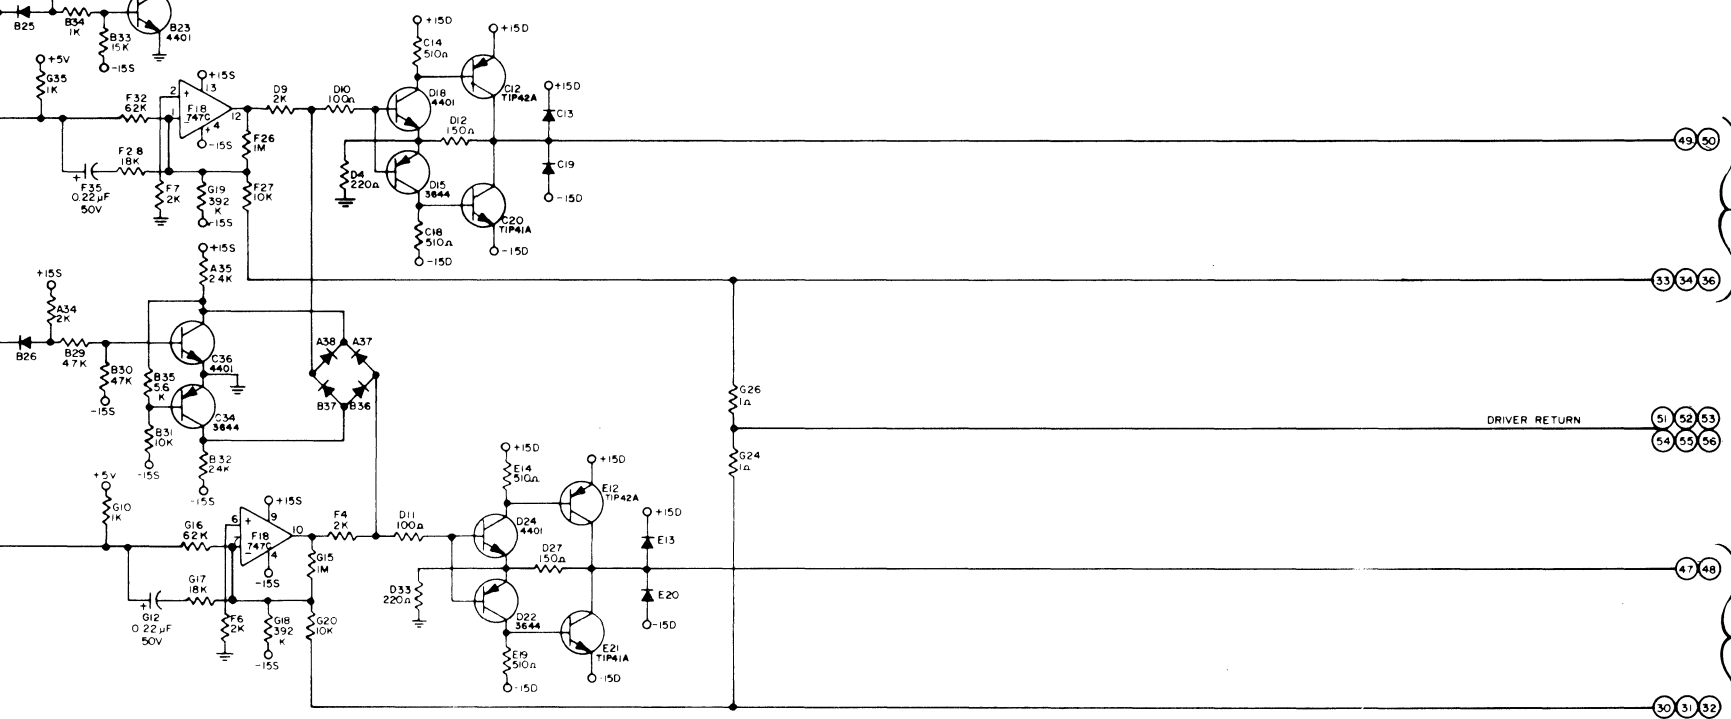 B25
B34
1K
B33
15K
-15S
B23
4401
+5V
G35
1K
F32
62K
2
+
1
-
F18
747C
+15S
13
12
+
4
-15S
F28
18K
+
F35
0.22µF
50V
F7
2K
G19
392
K
-15S
F26
1M
F27
10K
D9
2K
D10
100Ω
+15D
C14
510Ω
D18
4401
+15D
C12
TIP42A
D12
150Ω
D4
220Ω
D15
3644
C18
510Ω
-15D
C20
TIP41A
-15D
+15D
C13
C19
-15D
49 50
33 34 36
+15S
A34
2K
B26
B29
47K
B30
47K
-15S
+15S
A35
24K
C36
4401
B35
5.6
K
C34
3644
B31
10K
-15S
B32
24K
-15S
A38
A37
B37
B36
G26
1Ω
DRIVER RETURN
51 52 53
54 55 56
G24
1Ω
+5V
G10
1K
G16
62K
6
+
7
-
F18
747C
+15S
9
10
4
-15S
G17
18K
+
G12
0.22µF
50V
F6
2K
G18
392
K
-15S
G15
1M
G20
10K
F4
2K
D11
100Ω
+15D
E14
510Ω
D24
4401
+15D
E12
TIP42A
D27
150Ω
D33
220Ω
D22
3644
E19
510Ω
-15D
E21
TIP41A
-15D
+15D
E13
E20
-15D
47 48
30 31 32